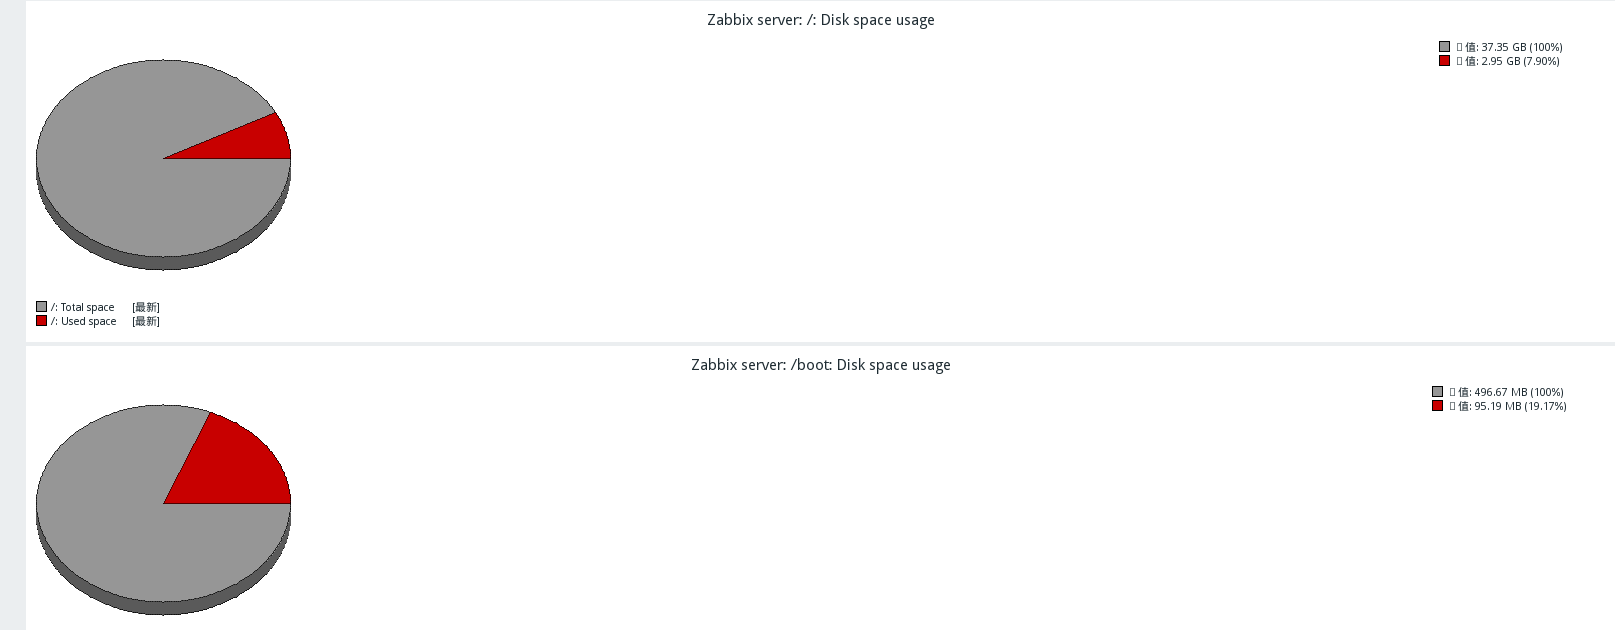 Zabbix server: /: Disk space usage
值: 37.35 GB (100%)
值: 2.95 GB (7.90%)
/: Total space [最新]
/: Used space [最新]
Zabbix server: /boot: Disk space usage
值: 496.67 MB (100%)
值: 95.19 MB (19.17%)